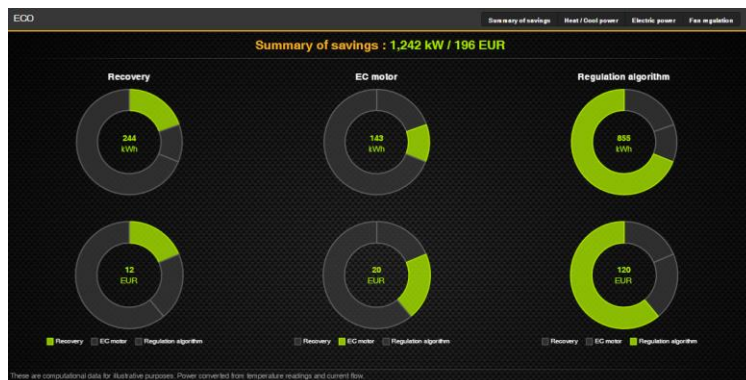 ECO
Summary of savings Heat / Cool power Electric power Fan regulation
Summary of savings : 1,242 kW / 196 EUR
Recovery EC motor Regulation algorithm
244 143 855
kWh kWh kWh
12 20 120
EUR EUR EUR
Recovery EC motor Regulation algorithm Recovery EC motor Regulation algorithm Recovery EC motor Regulation algorithm
These are computational data for illustrative purposes. Power converted from temperature readings and current flow.